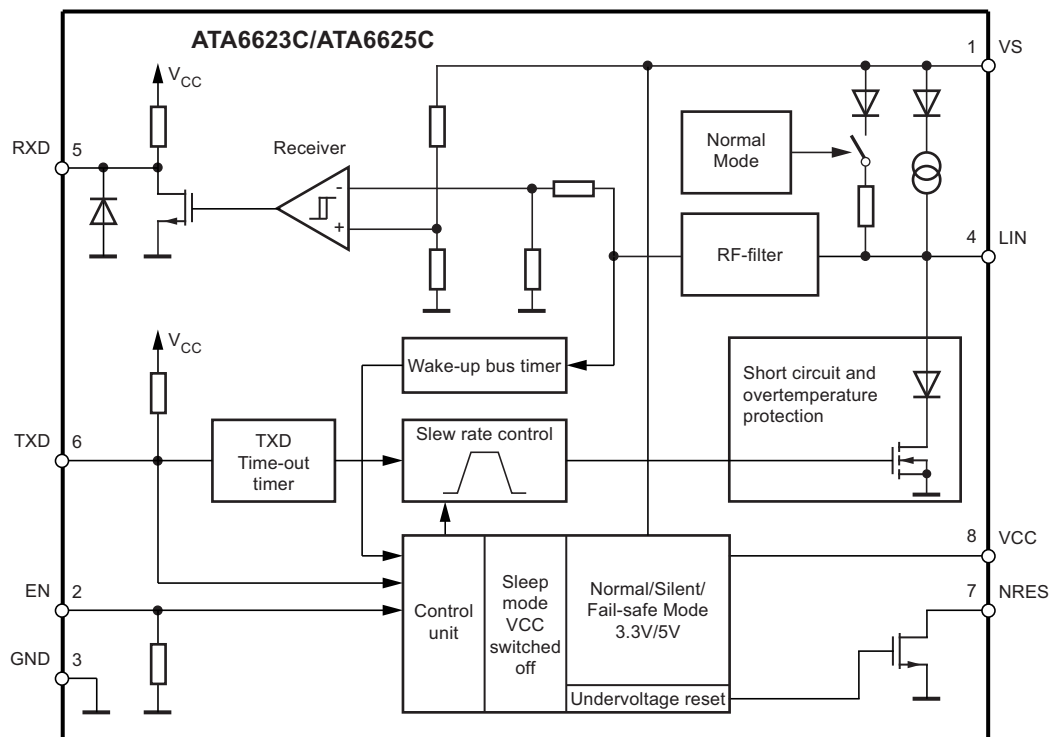 ATA6623C/ATA6625C
1 VS
VCC
RXD 5
Receiver
-
+
Normal
Mode
4 LIN
RF-filter
VCC
Wake-up bus timer
Short circuit and
overtemperature
protection
TXD 6
TXD
Time-out
timer
Slew rate control
8 VCC
7 NRES
EN 2
GND 3
Control
unit
Sleep
mode
VCC
switched
off
Normal/Silent/
Fail-safe Mode
3.3V/5V
Undervoltage reset